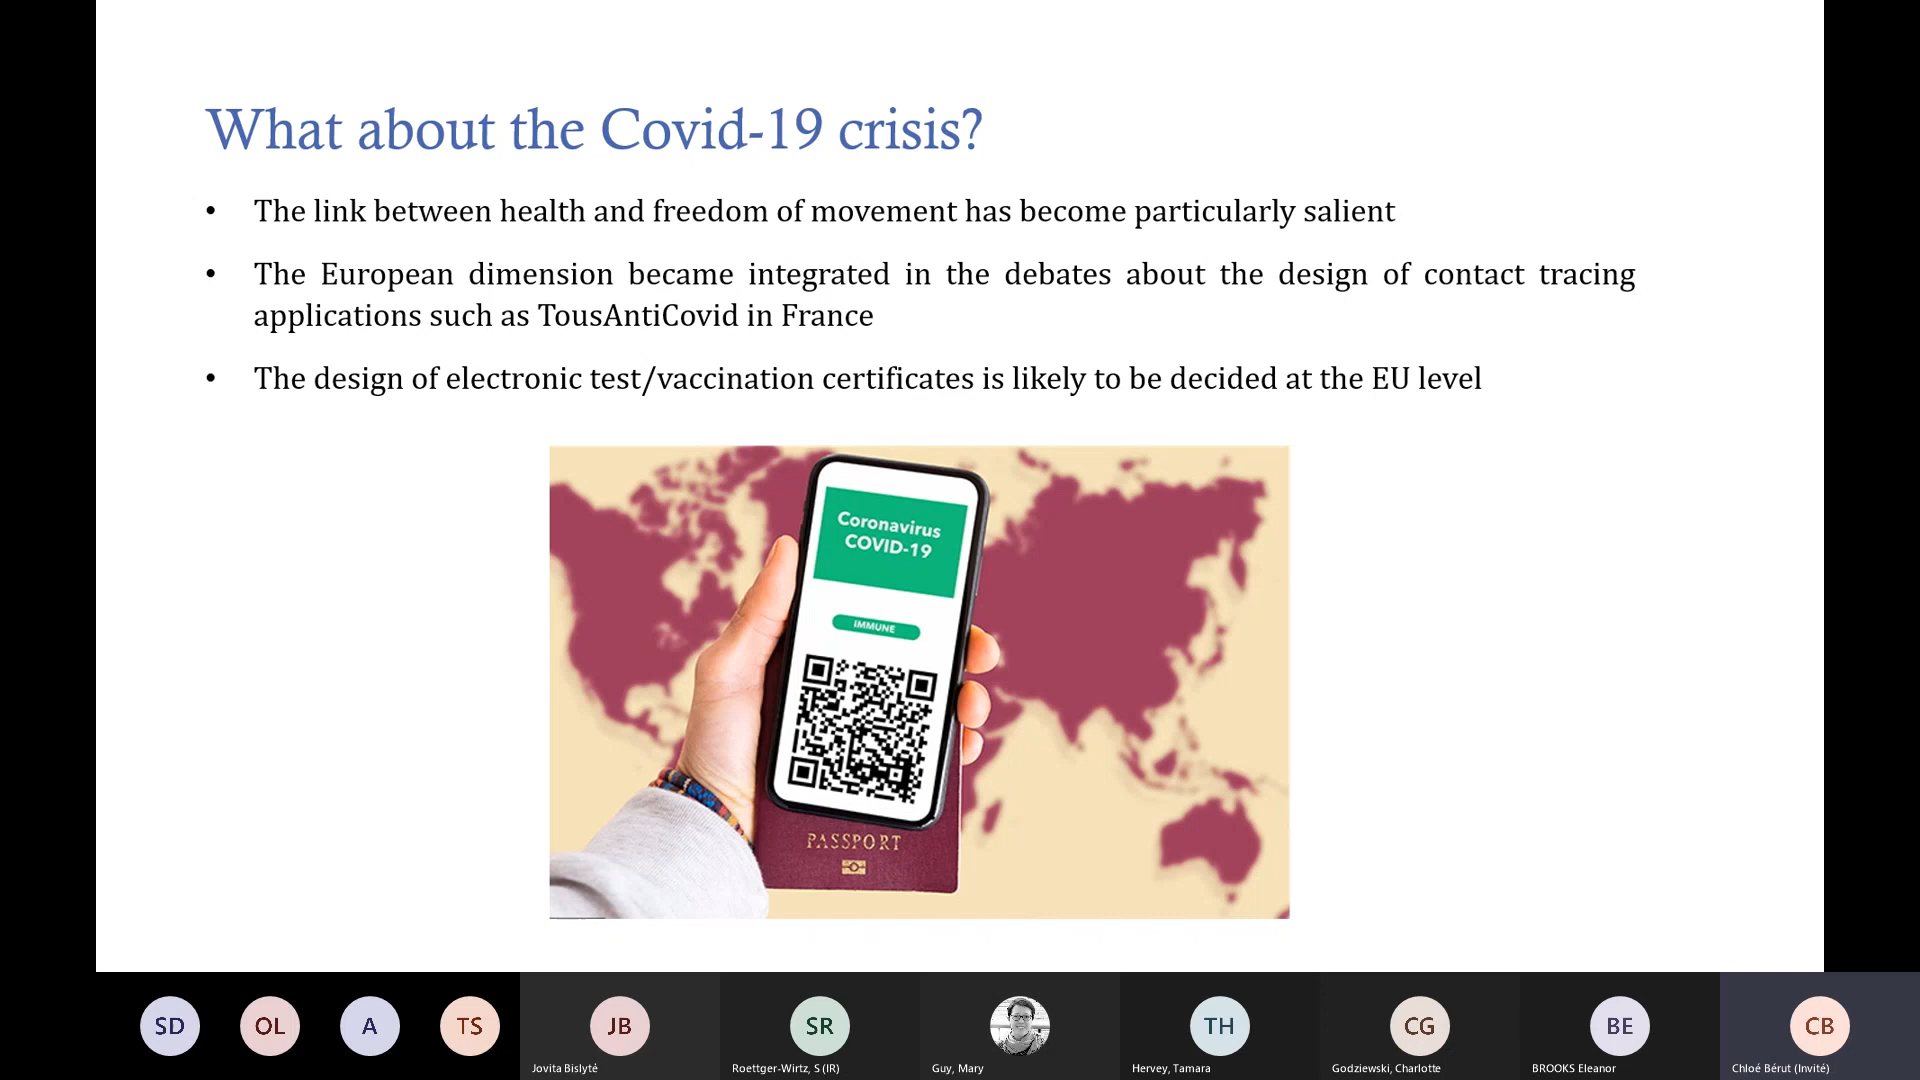 What about the Covid-19 crisis?
• The link between health and freedom of movement has become particularly salient
• The European dimension became integrated in the debates about the design of contact tracing
applications such as TousAntiCovid in France
• The design of electronic test/vaccination certificates is likely to be decided at the EU level
Coronavirus
COVID-19
IMMUNE
PASSPORT
SD
OL
A
TS
JB
SR
TH
CG
BE
CB
Jovita Bislytė
Roettger-Wirtz, S (IR)
Guy, Mary
Hervey, Tamara
Godziewski, Charlotte
BROOKS Eleanor
Chloé Bérut (Invité)